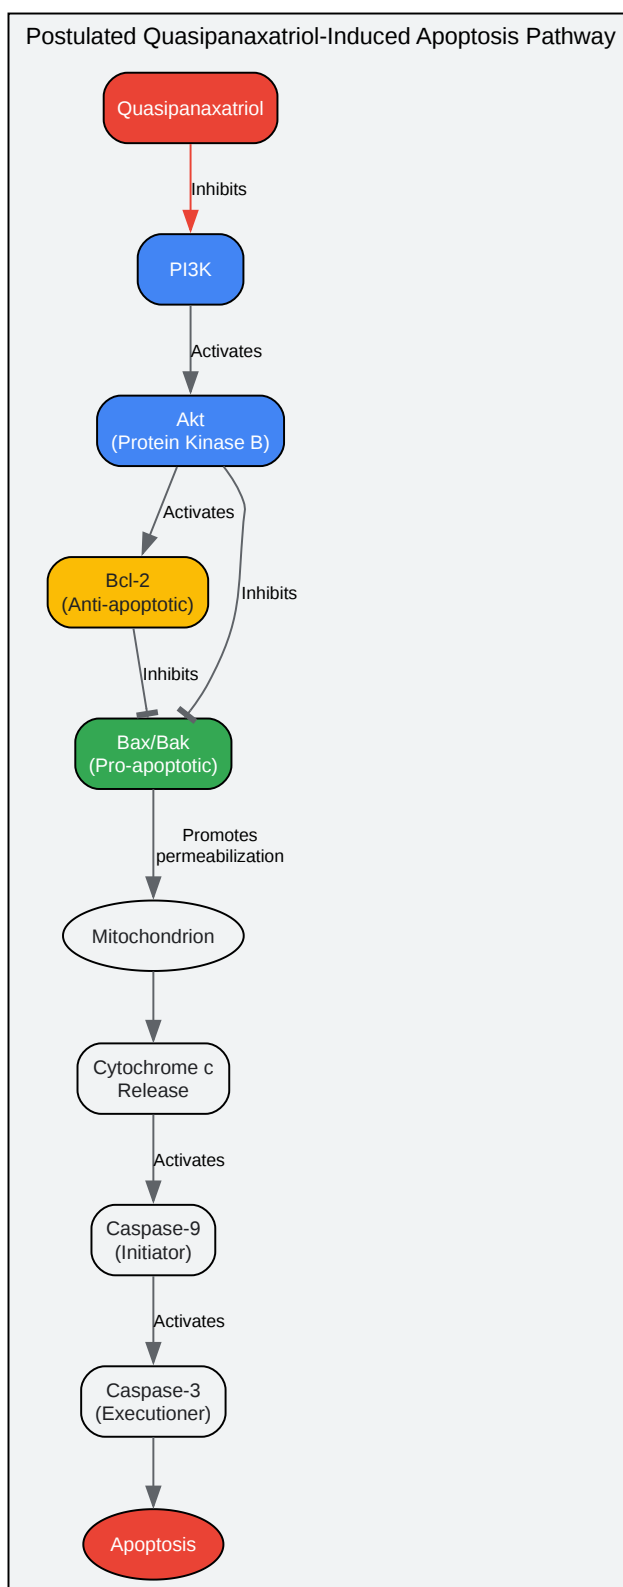 Postulated Quasipanaxatriol-Induced Apoptosis Pathway
Quasipanaxatriol
Inhibits
PI3K
Activates
Akt
(Protein Kinase B)
Activates
Bcl-2
(Anti-apoptotic)
Inhibits
Inhibits
Bax/Bak
(Pro-apoptotic)
Promotes
permeabilization
Mitochondrion
Cytochrome c
Release
Activates
Caspase-9
(Initiator)
Activates
Caspase-3
(Executioner)
Apoptosis